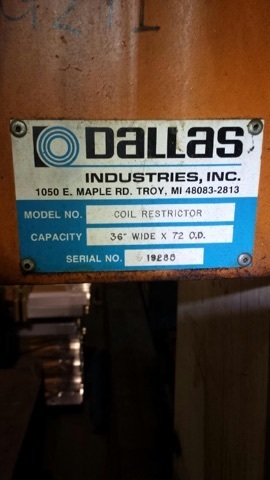 DALLAS
INDUSTRIES, INC.
1050 E. MAPLE RD. TROY, MI 48083-2813
MODEL NO. COIL RESTRICTOR
CAPACITY 36" WIDE X 72 O.D.
SERIAL NO. 19288